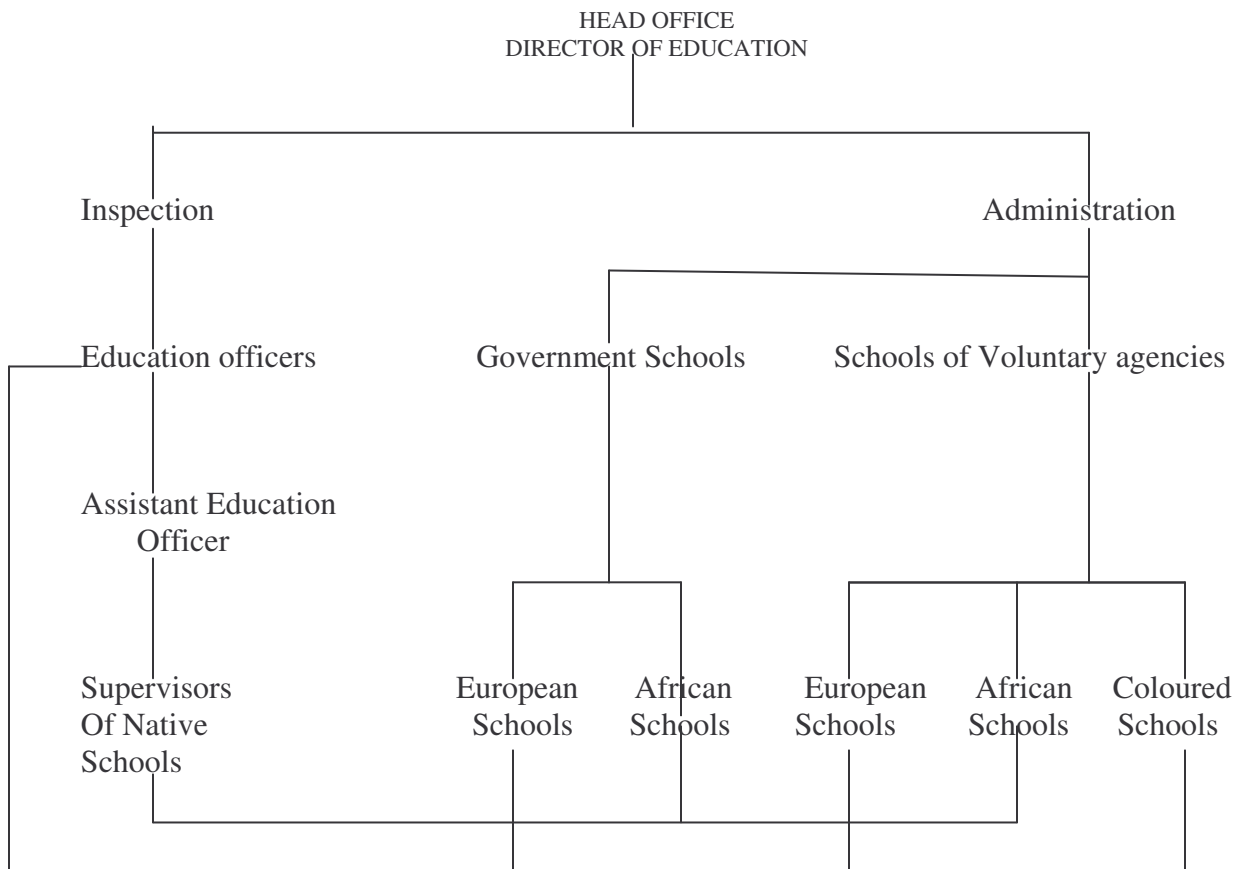 HEAD OFFICE
DIRECTOR OF EDUCATION
Inspection
Administration
Education officers
Government Schools
Schools of Voluntary agencies
Assistant Education
Officer
Supervisors
Of Native
Schools
European
Schools
African
Schools
European
Schools
African
Schools
Coloured
Schools